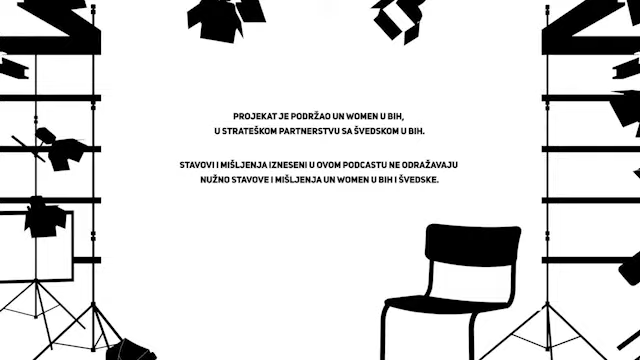 PROJEKAT JE PODRŽAO UN WOMEN U BIH,
U STRATEŠKOM PARTNERSTVU SA ŠVEDSKOM U BIH.
STAVOVI I MIŠLJENJA IZNESENI U OVOM PODCASTU NE ODRAŽAVAJU
NUŽNO STAVOVE I MIŠLJENJA UN WOMEN U BIH I ŠVEDSKE.